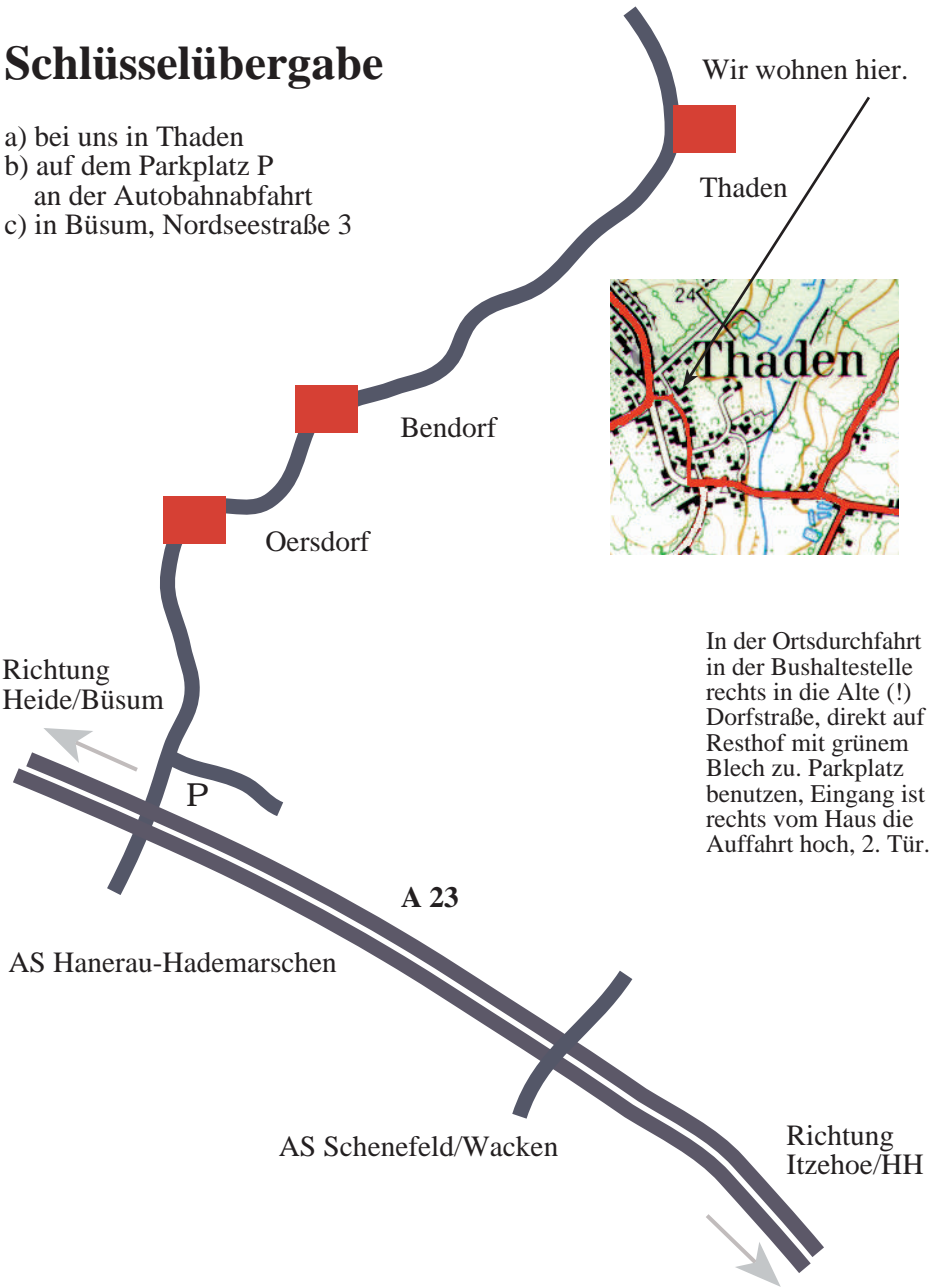 Schlüsselübergabe
a) bei uns in Thaden
b) auf dem Parkplatz P
an der Autobahnabfahrt
c) in Büsum, Nordseestraße 3
Wir wohnen hier.
Thaden
24
Thaden
Bendorf
Oersdorf
In der Ortsdurchfahrt
in der Bushaltestelle
rechts in die Alte (!)
Dorfstraße, direkt auf
Resthof mit grünem
Blech zu. Parkplatz
benutzen, Eingang ist
rechts vom Haus die
Auffahrt hoch, 2. Tür.
Richtung
Heide/Büsum
P
A 23
AS Hanerau-Hademarschen
AS Schenefeld/Wacken
Richtung
Itzehoe/HH